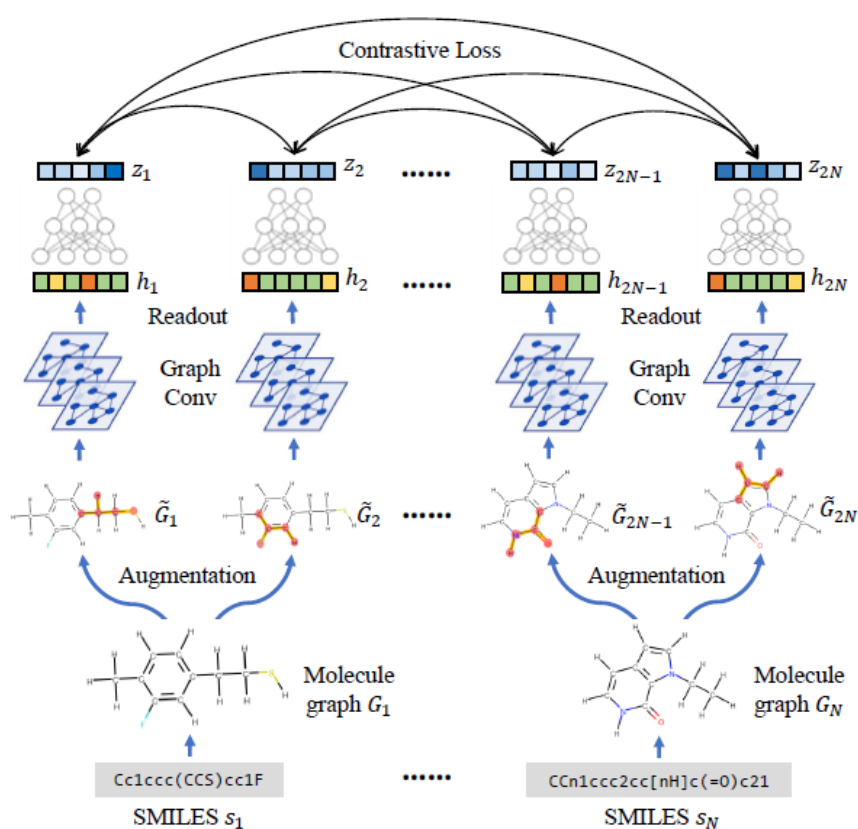 Contrastive Loss
z₁ z₂ ...... z₂N₋₁ z₂N
h₁ h₂ ...... h₂N₋₁ h₂N
Readout Readout
Graph Conv Graph Conv
G̃₁ G̃₂ ...... G̃₂N₋₁ G̃₂N
Augmentation Augmentation
Molecule graph G₁ Molecule graph G_N
Cc1ccc(CCS)cc1F ...... CCn1ccc2cc[nH]c(=O)c21
SMILES s₁ SMILES s_N